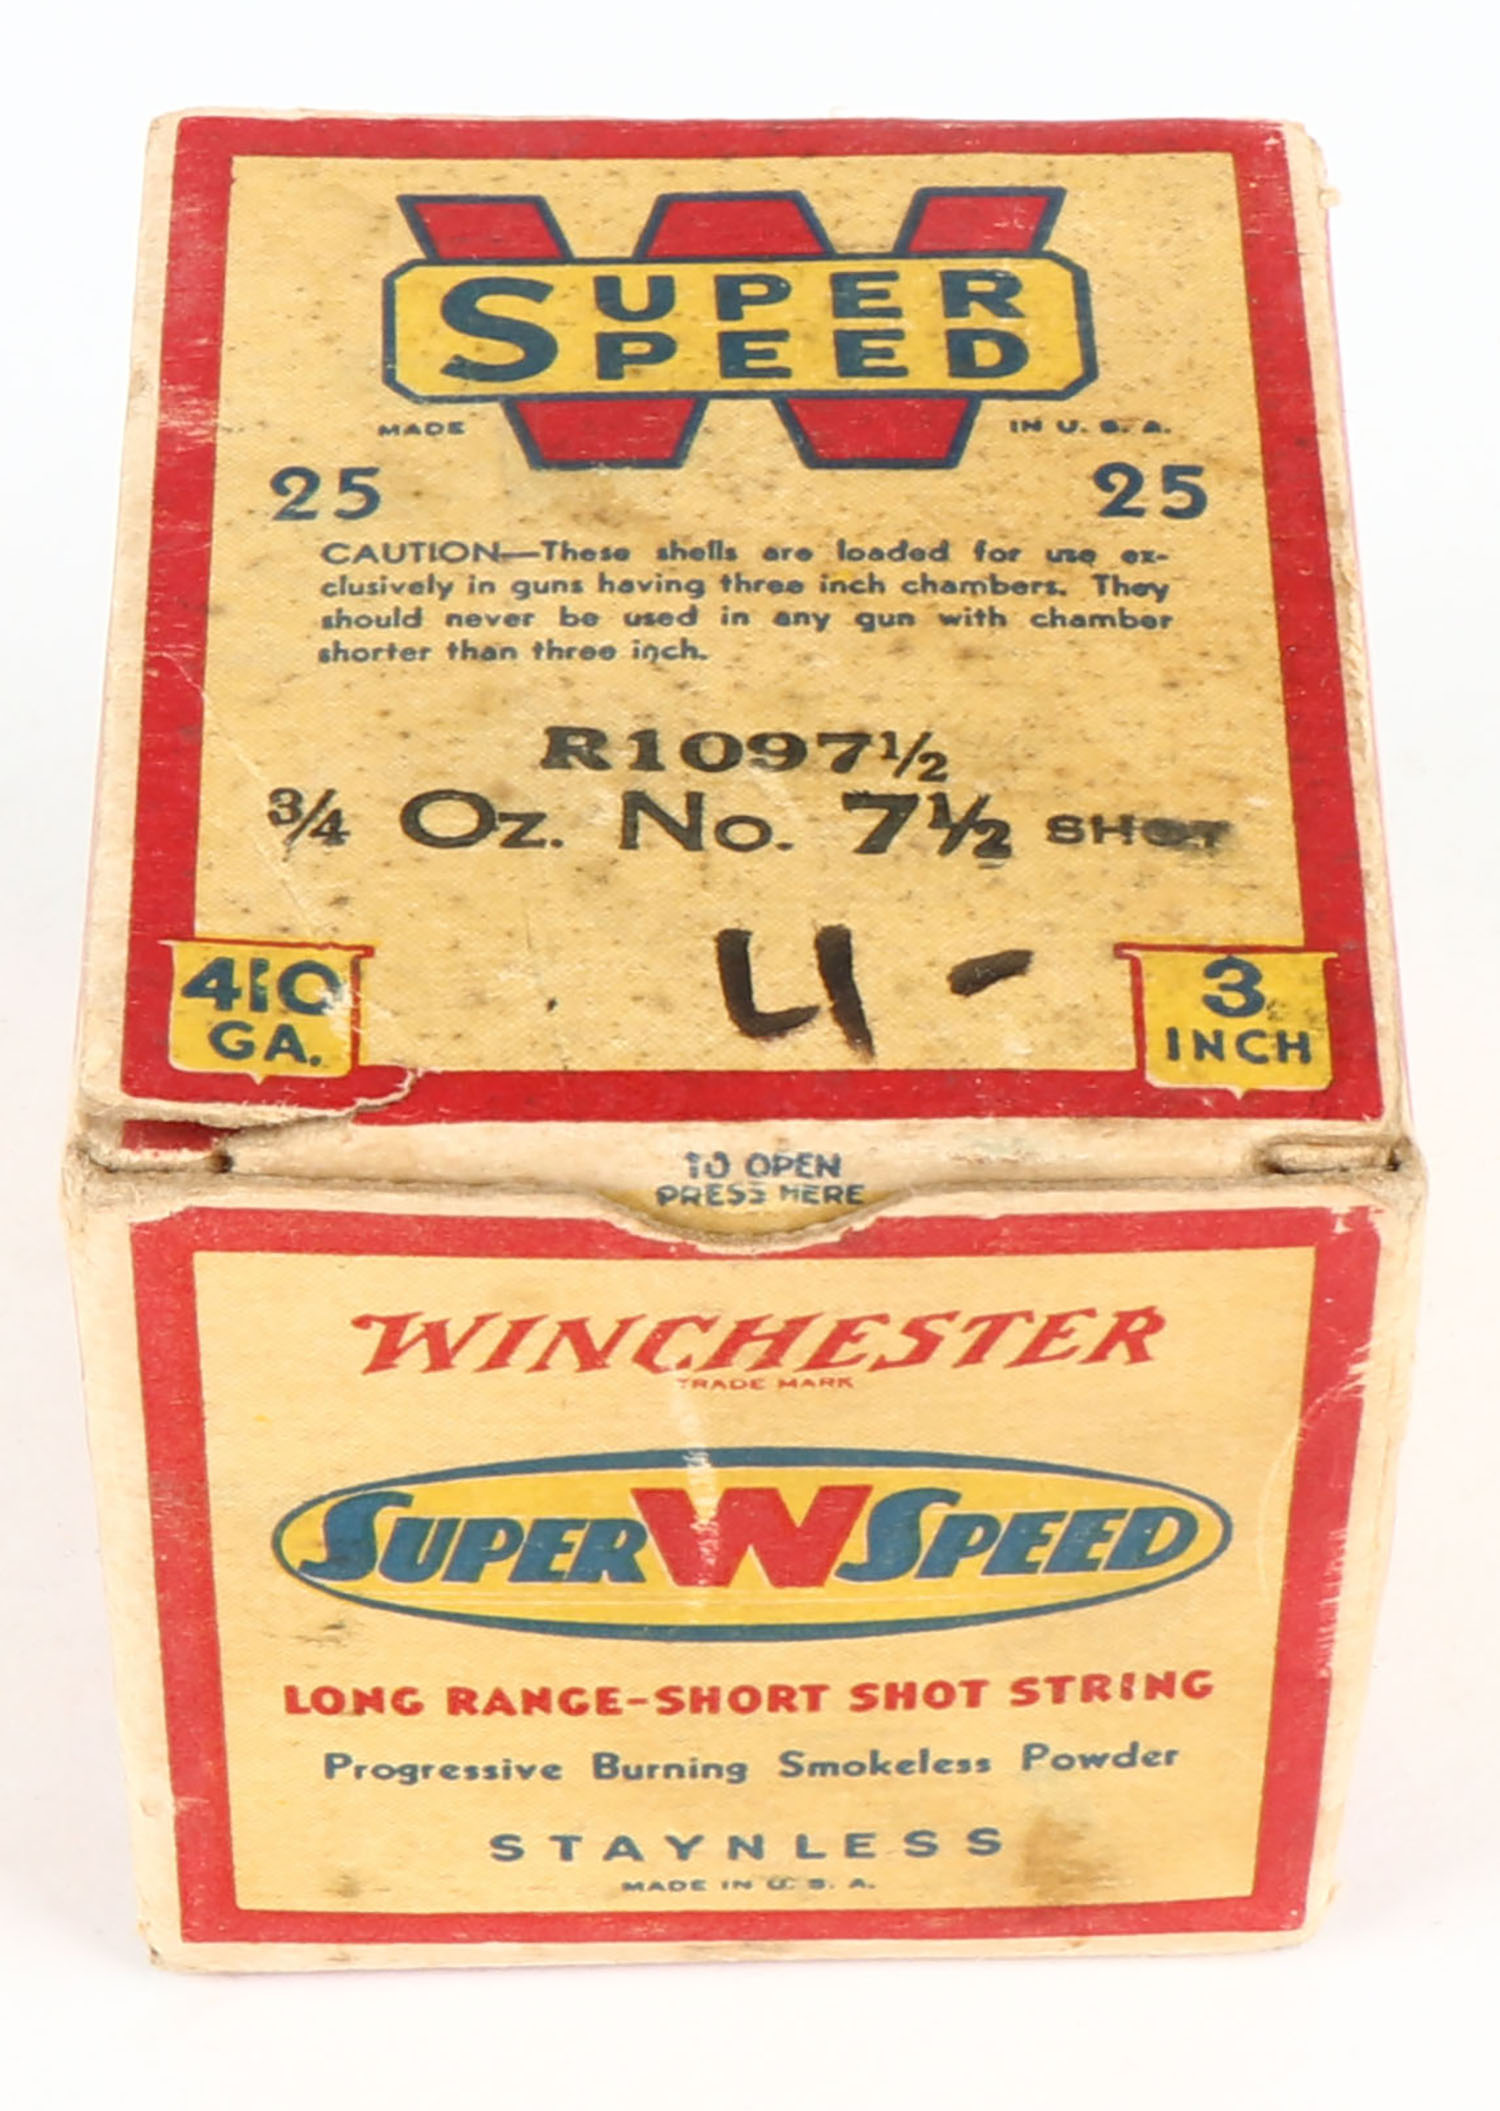 SUPER
SPEED
MADE IN U. S. A.
25 25
CAUTION—These shells are loaded for use ex-
clusively in guns having three inch chambers. They
should never be used in any gun with chamber
shorter than three inch.
R1097½
¾ Oz. No. 7½ SHOT
4-
410 GA.
3 INCH
TO OPEN
PRESS HERE
WINCHESTER
TRADE MARK
SUPER W SPEED
LONG RANGE-SHORT SHOT STRING
Progressive Burning Smokeless Powder
STAYNLESS
MADE IN U. S. A.